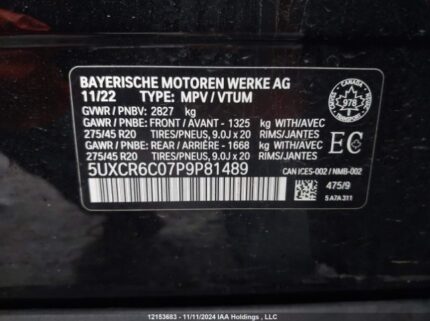 BAYERISCHE MOTOREN WERKE AG
11/22 TYPE: MPV / VTUM
GVWR / PNBV: 2827 kg
GAWR / PNBE: FRONT / AVANT - 1325 kg WITH/AVEC
275/45 R20 TIRES/PNEUS, 9.0J x 20 RIMS/JANTES
GAWR / PNBE: REAR / ARRIÈRE - 1668 kg WITH/AVEC
275/45 R20 TIRES/PNEUS, 9.0J x 20 RIMS/JANTES
5UXCR6C07P9P81489
CANADA
978
EC
CAN ICES-002 / NMB-002
475/9
5 A7A 311
12153683 - 11/11/2024 IAA Holdings , LLC